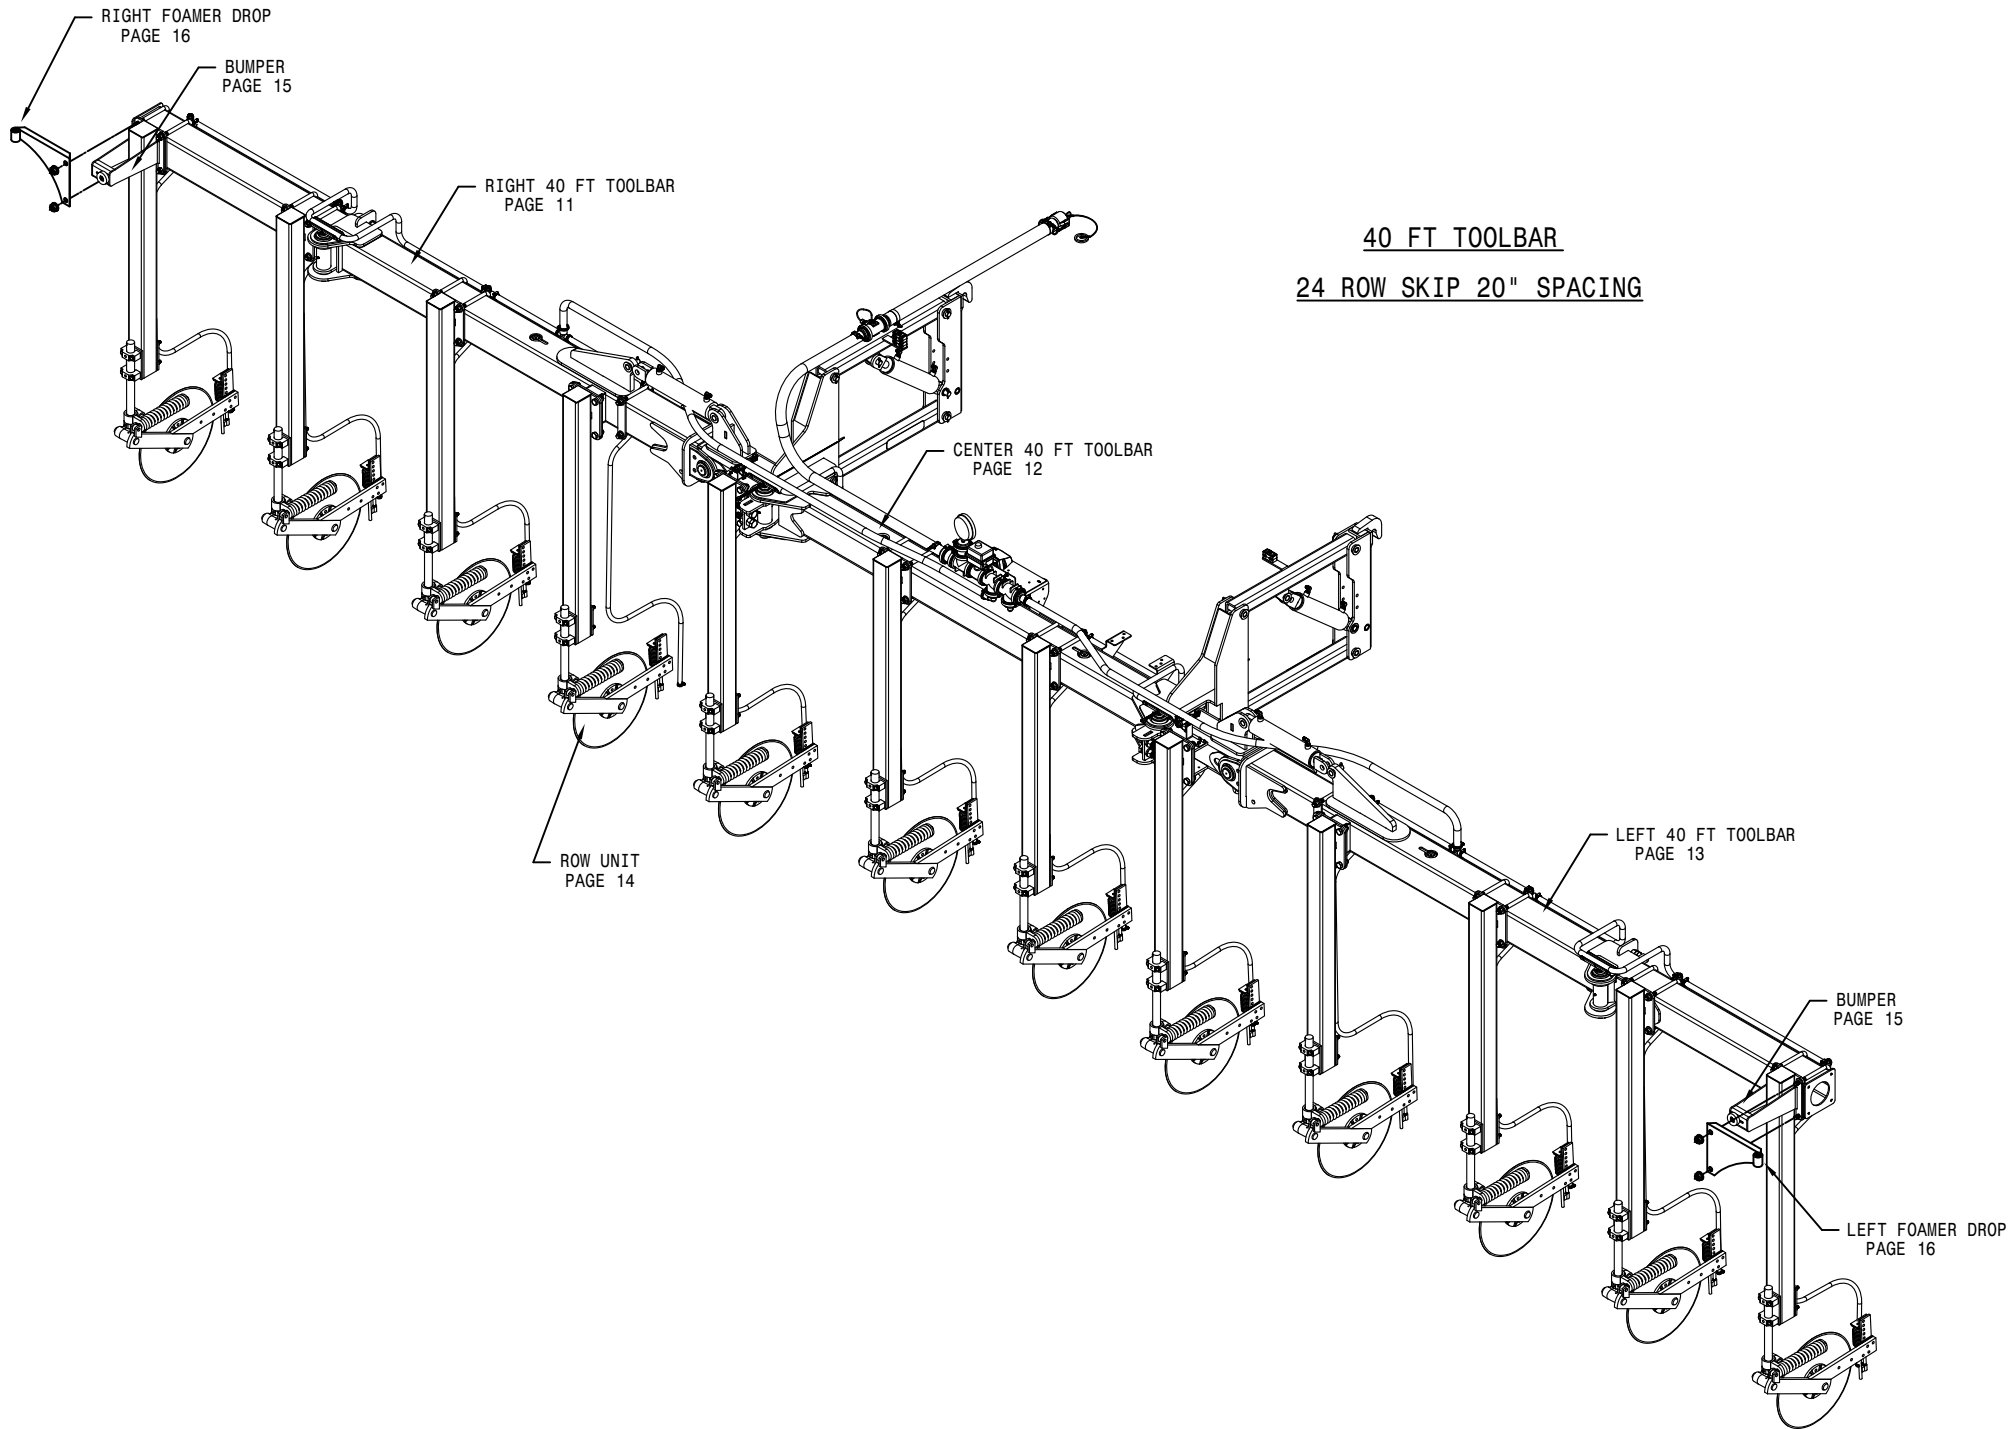 RIGHT FOAMER DROP
PAGE 16
BUMPER
PAGE 15
RIGHT 40 FT TOOLBAR
PAGE 11
40 FT TOOLBAR
24 ROW SKIP 20" SPACING
CENTER 40 FT TOOLBAR
PAGE 12
LEFT 40 FT TOOLBAR
PAGE 13
ROW UNIT
PAGE 14
BUMPER
PAGE 15
LEFT FOAMER DROP
PAGE 16